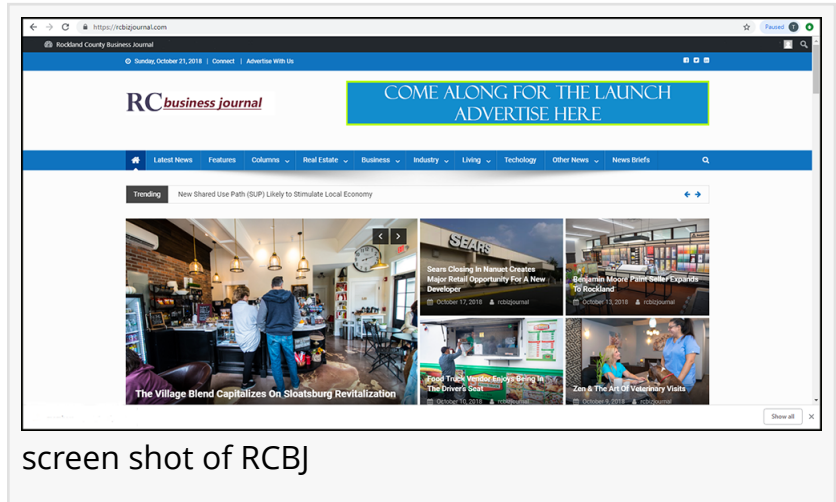 https://rcbizjournal.com
Paused
T
Rockland County Business Journal
Sunday, October 21, 2018 | Connect | Advertise With Us
RC business journal
COME ALONG FOR THE LAUNCH
ADVERTISE HERE
Latest News Features Columns Real Estate Business Industry Living Techology Other News News Briefs
Trending New Shared Use Path (SUP) Likely to Stimulate Local Economy
The Village Blend Capitalizes On Sloatsburg Revitalization
SEARS
Sears Closing In Nanuet Creates
Major Retail Opportunity For A New
Developer
October 17, 2018 rcbizjournal
Benjamin Moore Paint Seller Expands
To Rockland
October 13, 2018 rcbizjournal
Food Truck Vendor Enjoys Being In
The Driver's Seat
October 10, 2018 rcbizjournal
Zen & The Art Of Veterinary Visits
October 9, 2018 rcbizjournal
Show all
screen shot of RCBJ